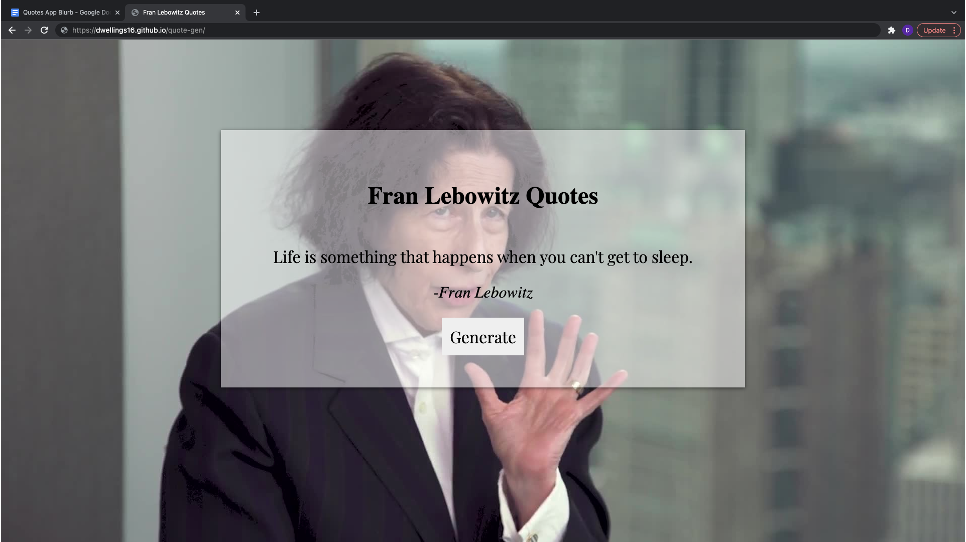 Quotes App Blurb - Google Do
Fran Lebowitz Quotes
https://dwellings16.github.io/quote-gen/
D
Update
Fran Lebowitz Quotes
Life is something that happens when you can't get to sleep.
-Fran Lebowitz
Generate